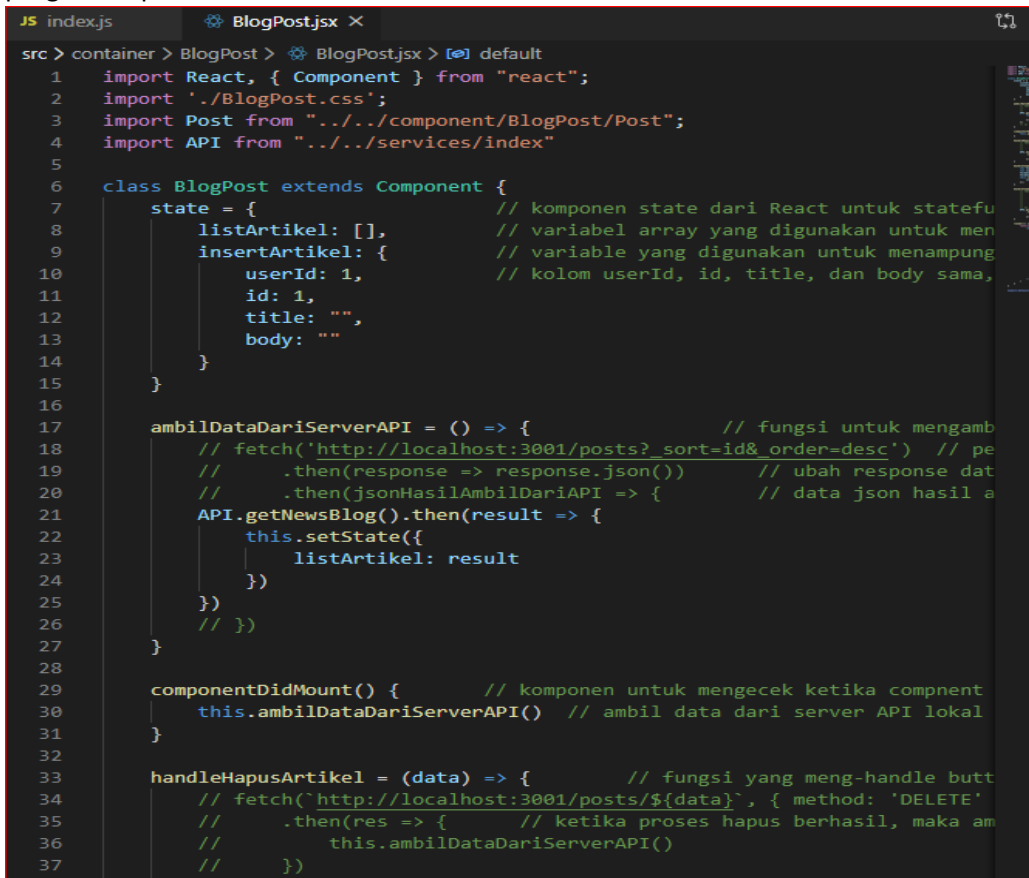 JS index.js BlogPost.jsx ×
src > container > BlogPost > BlogPost.jsx > default
1 import React, { Component } from "react";
2 import './BlogPost.css';
3 import Post from "../../component/BlogPost/Post";
4 import API from "../../services/index"
5
6 class BlogPost extends Component {
7 state = { // komponen state dari React untuk statefu
8 listArtikel: [], // variabel array yang digunakan untuk men
9 insertArtikel: { // variable yang digunakan untuk menampung
10 userId: 1, // kolom userId, id, title, dan body sama,
11 id: 1,
12 title: "",
13 body: ""
14 }
15 }
16
17 ambilDataDariServerAPI = () => { // fungsi untuk mengamb
18 // fetch('http://localhost:3001/posts?_sort=id&_order=desc') // pe
19 // .then(response => response.json()) // ubah response dat
20 // .then(jsonHasilAmbilDariAPI => { // data json hasil a
21 API.getNewsBlog().then(result => {
22 this.setState({
23 listArtikel: result
24 })
25 })
26 // })
27 }
28
29 componentDidMount() { // komponen untuk mengecek ketika compnent
30 this.ambilDataDariServerAPI() // ambil data dari server API lokal
31 }
32
33 handleHapusArtikel = (data) => { // fungsi yang meng-handle butt
34 // fetch(`http://localhost:3001/posts/${data}`, { method: 'DELETE'
35 // .then(res => { // ketika proses hapus berhasil, maka am
36 // this.ambilDataDariServerAPI()
37 // })